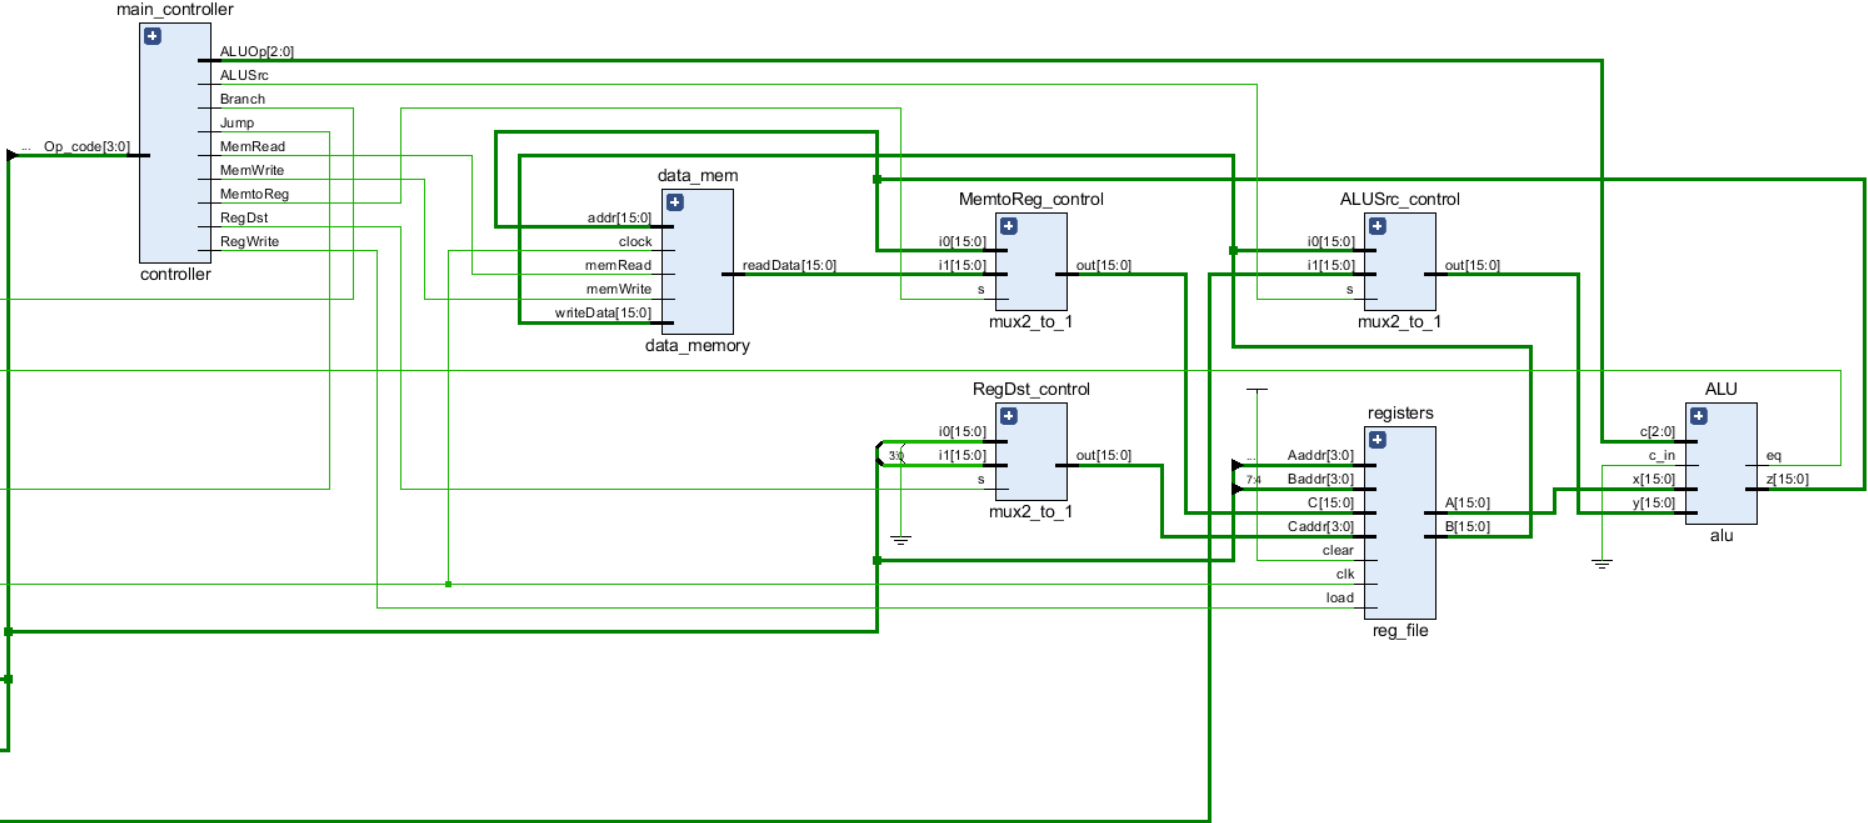 main_controller
ALUOp[2:0]
ALUSrc
Branch
Jump
... Op_code[3:0]
MemRead
MemWrite
MemtoReg
RegDst
RegWrite
controller
data_mem
addr[15:0]
clock
memRead
memWrite
writeData[15:0]
readData[15:0]
data_memory
MemtoReg_control
i0[15:0]
i1[15:0]
s
out[15:0]
mux2_to_1
ALUSrc_control
i0[15:0]
i1[15:0]
s
out[15:0]
mux2_to_1
RegDst_control
i0[15:0]
3:0
i1[15:0]
s
out[15:0]
mux2_to_1
registers
... Aaddr[3:0]
7:4 Baddr[3:0]
C[15:0]
Caddr[3:0]
clear
clk
load
A[15:0]
B[15:0]
reg_file
ALU
c[2:0]
c_in
x[15:0]
y[15:0]
eq
z[15:0]
alu